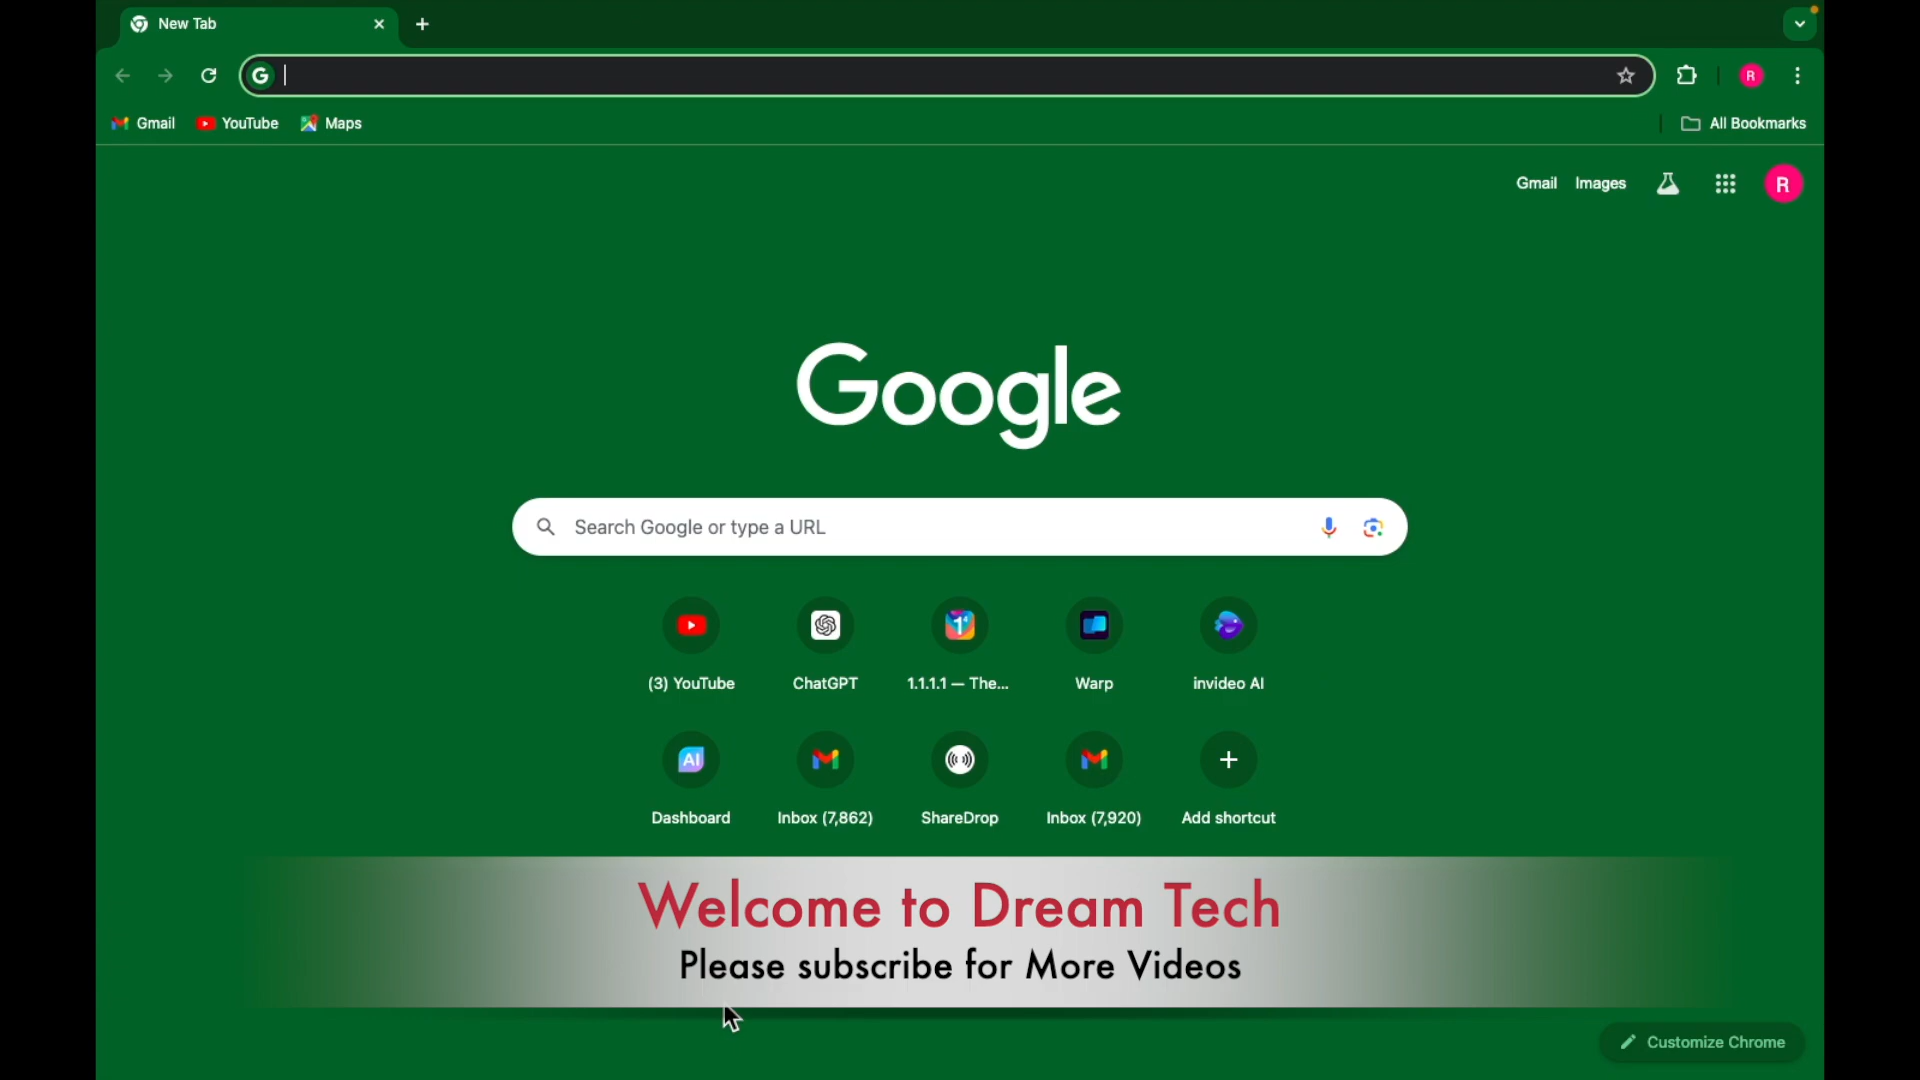 New Tab
Gmail YouTube Maps
All Bookmarks
Gmail Images
R
R
Google
Search Google or type a URL
(3) YouTube ChatGPT 1.1.1.1 — The... Warp invideo AI
AI
Dashboard Inbox (7,862) ShareDrop Inbox (7,920) Add shortcut
Welcome to Dream Tech
Please subscribe for More Videos
Customize Chrome